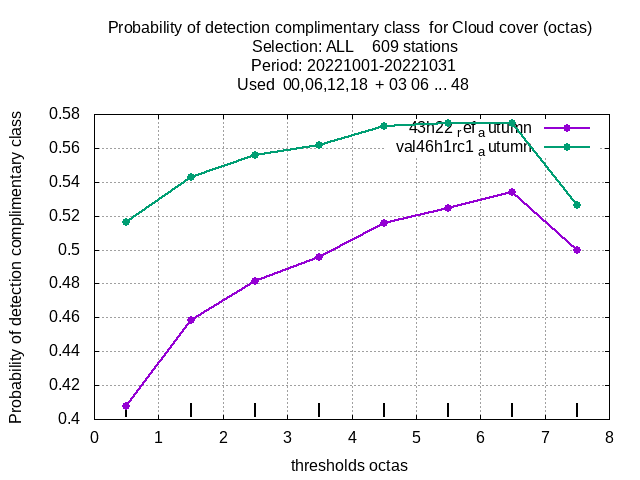 Probability of detection complimentary class for Cloud cover (octas)
Selection: ALL 609 stations
Period: 20221001-20221031
Used 00,06,12,18 + 03 06 ... 48
Probability of detection complimentary class
0.58
0.56
0.54
0.52
0.5
0.48
0.46
0.44
0.42
0.4
43h22 ref autumn
val46h1rc1 autumn
0 1 2 3 4 5 6 7 8
thresholds octas